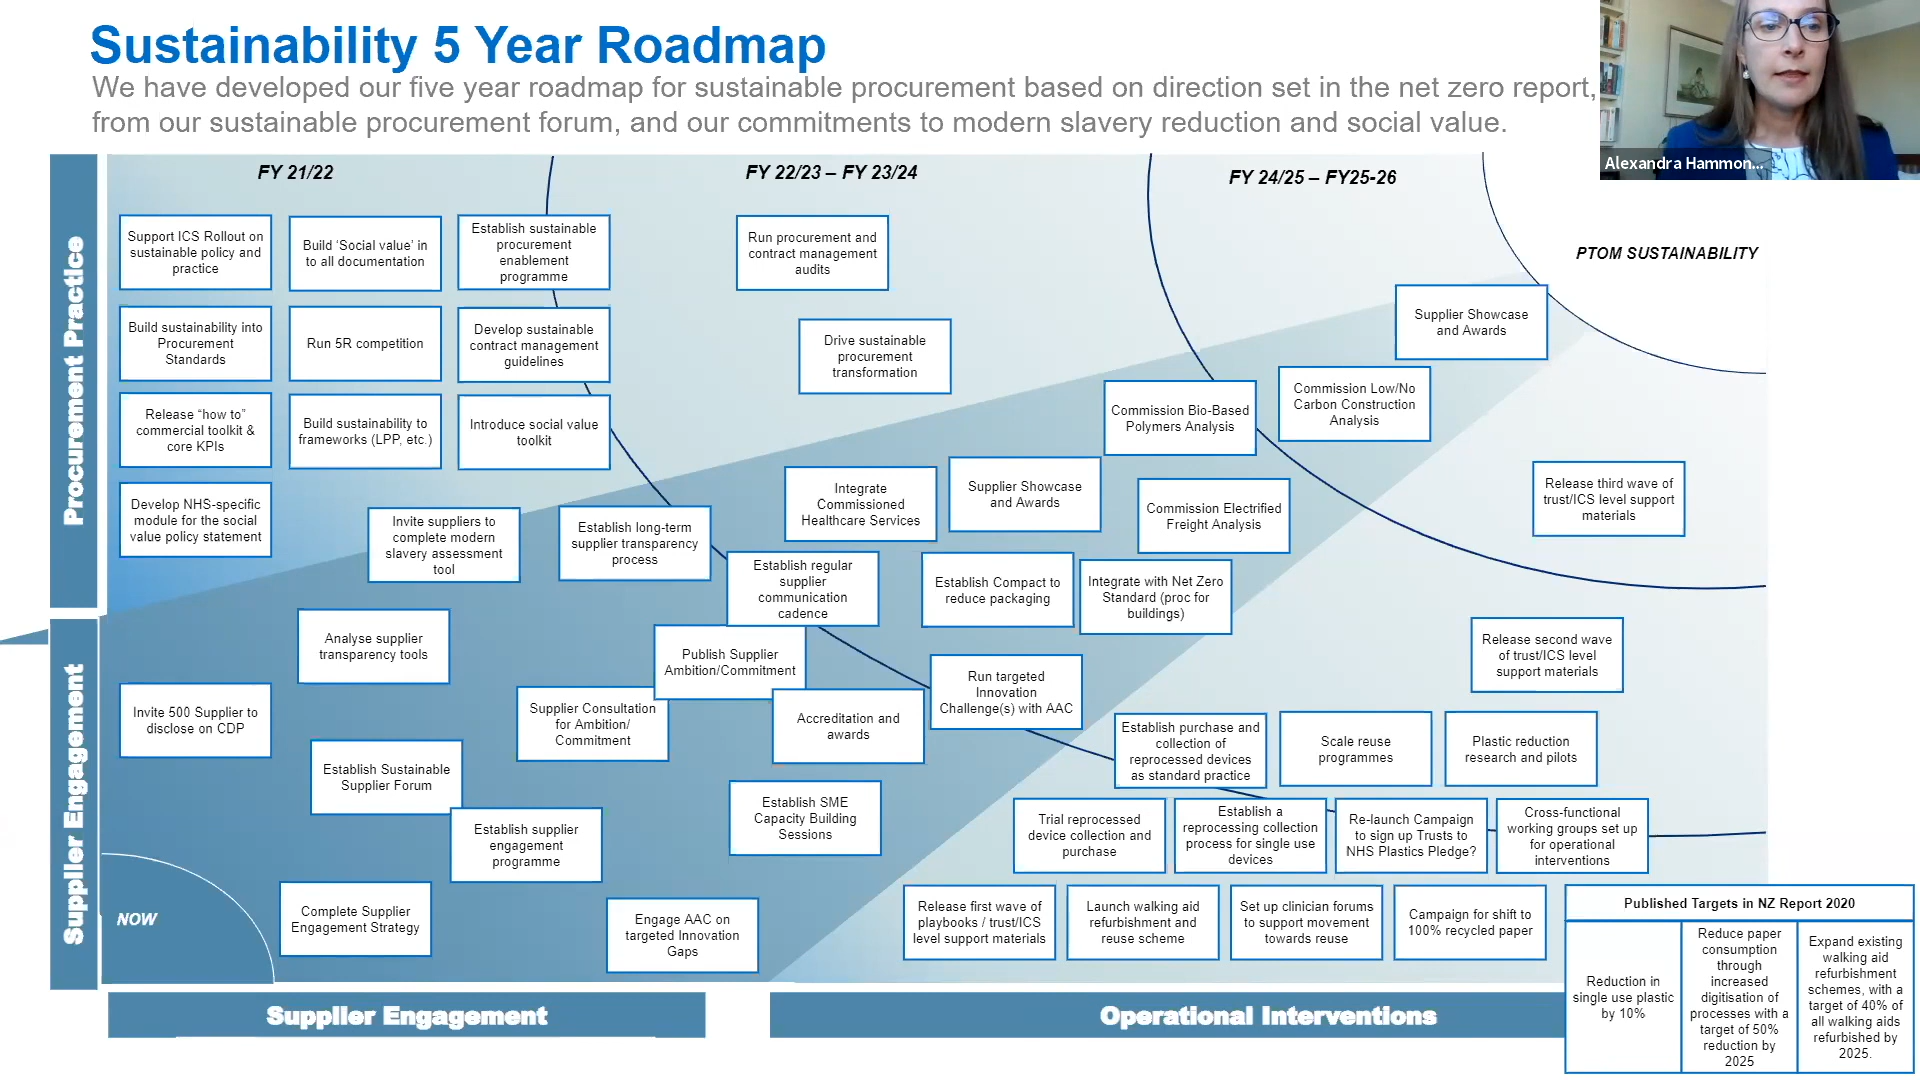 Sustainability 5 Year Roadmap
We have developed our five year roadmap for sustainable procurement based on direction set in the net zero report,
from our sustainable procurement forum, and our commitments to modern slavery reduction and social value.
Alexandra Hammon...
FY 21/22
FY 22/23 – FY 23/24
FY 24/25 – FY25-26
PTOM SUSTAINABILITY
Procurement Practice
Support ICS Rollout on
sustainable policy and
practice
Build ‘Social value’ in
to all documentation
Establish sustainable
procurement
enablement
programme
Run procurement and
contract management
audits
Build sustainability into
Procurement
Standards
Run 5R competition
Develop sustainable
contract management
guidelines
Drive sustainable
procurement
transformation
Supplier Showcase
and Awards
Release “how to”
commercial toolkit &
core KPIs
Build sustainability to
frameworks (LPP, etc.)
Introduce social value
toolkit
Commission Bio-Based
Polymers Analysis
Commission Low/No
Carbon Construction
Analysis
Develop NHS-specific
module for the social
value policy statement
Invite suppliers to
complete modern
slavery assessment
tool
Establish long-term
supplier transparency
process
Integrate
Commissioned
Healthcare Services
Supplier Showcase
and Awards
Commission Electrified
Freight Analysis
Release third wave of
trust/ICS level support
materials
Establish regular
supplier
communication
cadence
Establish Compact to
reduce packaging
Integrate with Net Zero
Standard (proc for
buildings)
Supplier Engagement
Analyse supplier
transparency tools
Publish Supplier
Ambition/Commitment
Run targeted
Innovation
Challenge(s) with AAC
Release second wave
of trust/ICS level
support materials
Invite 500 Supplier to
disclose on CDP
Supplier Consultation
for Ambition/
Commitment
Accreditation and
awards
Establish purchase and
collection of
reprocessed devices
as standard practice
Scale reuse
programmes
Plastic reduction
research and pilots
Establish Sustainable
Supplier Forum
Establish supplier
engagement
programme
Establish SME
Capacity Building
Sessions
Trial reprocessed
device collection and
purchase
Establish a
reprocessing collection
process for single use
devices
Re-launch Campaign
to sign up Trusts to
NHS Plastics Pledge?
Cross-functional
working groups set up
for operational
interventions
NOW
Complete Supplier
Engagement Strategy
Engage AAC on
targeted Innovation
Gaps
Release first wave of
playbooks / trust/ICS
level support materials
Launch walking aid
refurbishment and
reuse scheme
Set up clinician forums
to support movement
towards reuse
Campaign for shift to
100% recycled paper
Published Targets in NZ Report 2020
Reduction in
single use plastic
by 10%
Reduce paper
consumption
through
increased
digitisation of
processes with a
target of 50%
reduction by
2025
Expand existing
walking aid
refurbishment
schemes, with a
target of 40% of
all walking aids
refurbished by
2025.
Supplier Engagement
Operational Interventions